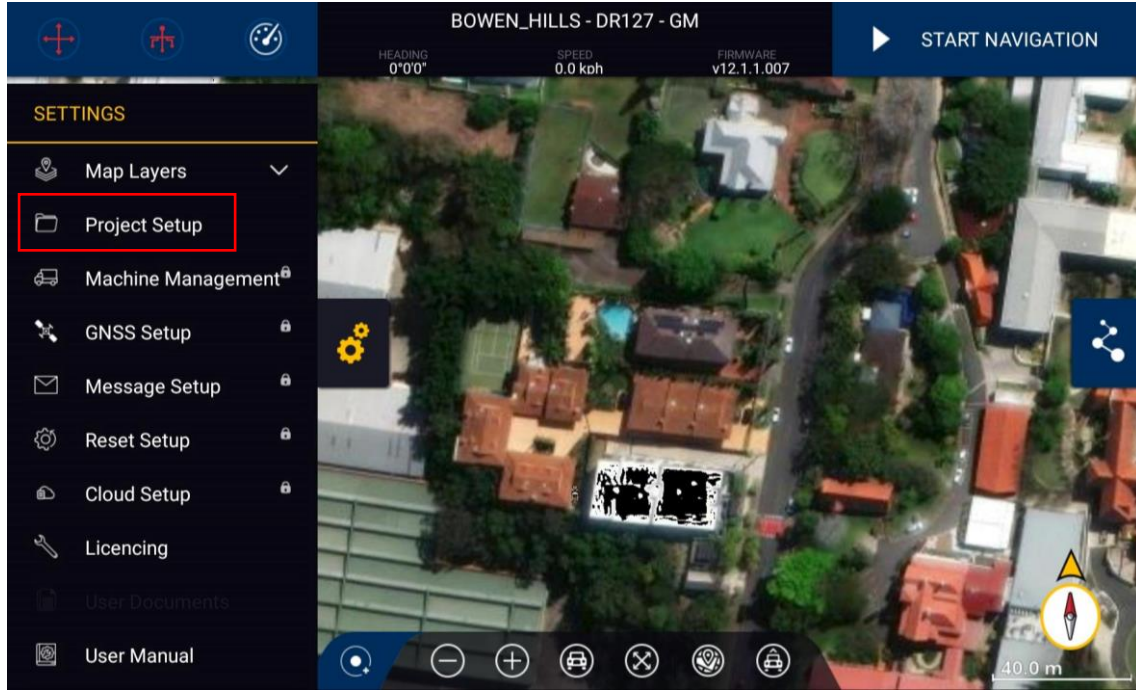 BOWEN_HILLS - DR127 - GM
START NAVIGATION
HEADING SPEED FIRMWARE
0°0'0" 0.0 kph v12.1.1.007
SETTINGS
Map Layers
Project Setup
Machine Management
GNSS Setup
Message Setup
Reset Setup
Cloud Setup
Licencing
User Documents
User Manual
40.0 m